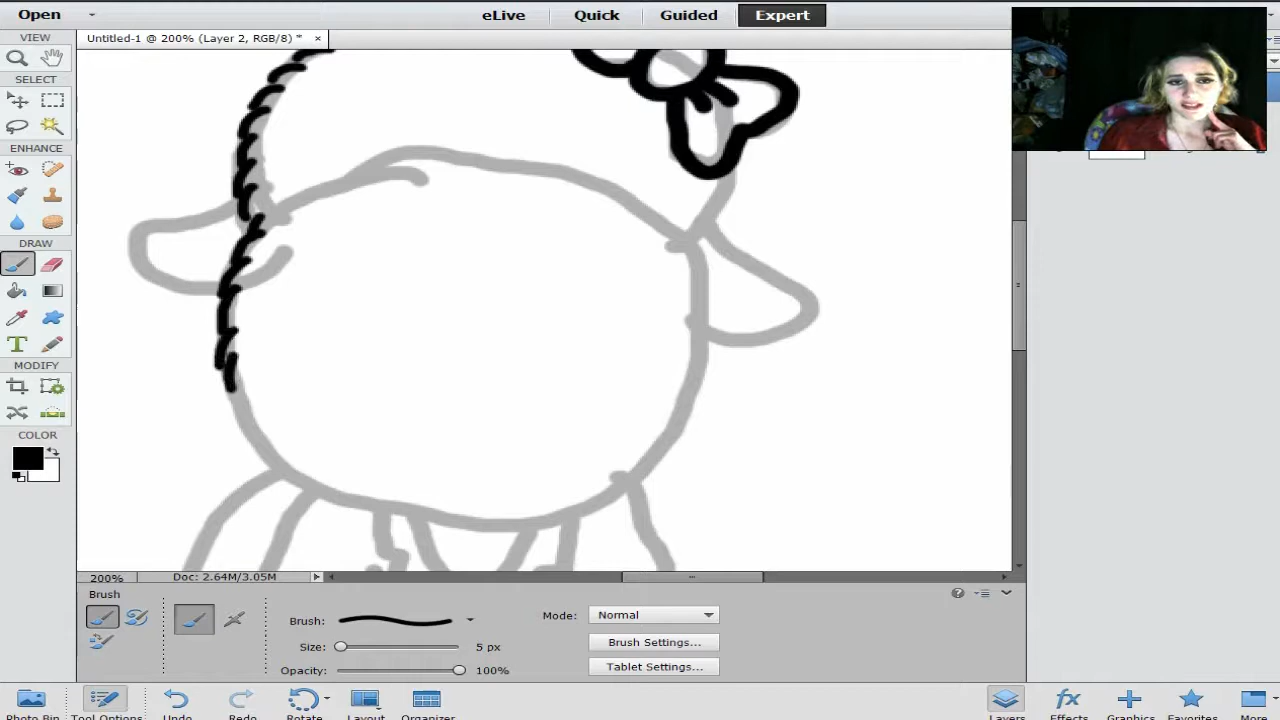 Open
eLive
Quick
Guided
Expert
VIEW
Untitled-1 @ 200% (Layer 2, RGB/8) * ×
SELECT
ENHANCE
DRAW
MODIFY
COLOR
200%
Doc: 2.64M/3.05M
Brush
Brush:
Mode:
Normal
Size:
5 px
Brush Settings...
Opacity:
100%
Tablet Settings...
Photo Bin
Tool Options
Undo
Redo
Rotate
Layout
Organizer
Layers
Effects
Graphics
Favorites
More